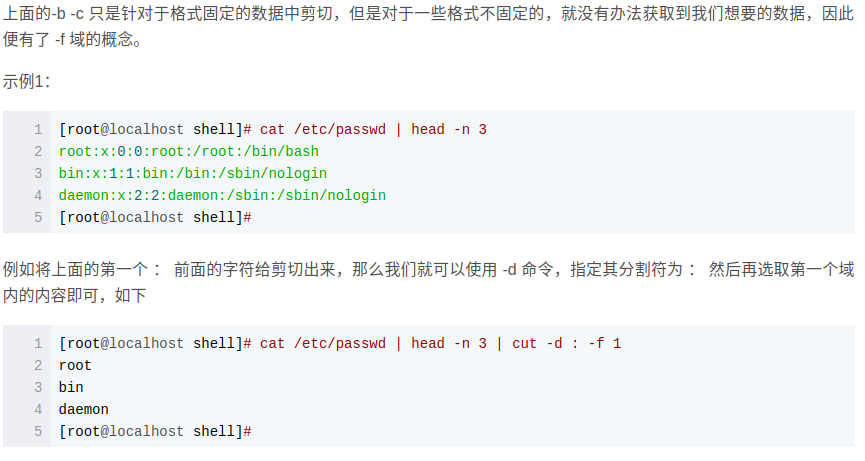 上面的-b -c 只是针对于格式固定的数据中剪切，但是对于一些格式不固定的，就没有办法获取到我们想要的数据，因此
便有了 -f 域的概念。
示例1：
1 [root@localhost shell]# cat /etc/passwd | head -n 3
2 root:x:0:0:root:/root:/bin/bash
3 bin:x:1:1:bin:/bin:/sbin/nologin
4 daemon:x:2:2:daemon:/sbin:/sbin/nologin
5 [root@localhost shell]#
例如将上面的第一个 ： 前面的字符给剪切出来，那么我们就可以使用 -d 命令，指定其分割符为 ： 然后再选取第一个域
内的内容即可，如下
1 [root@localhost shell]# cat /etc/passwd | head -n 3 | cut -d : -f 1
2 root
3 bin
4 daemon
5 [root@localhost shell]#